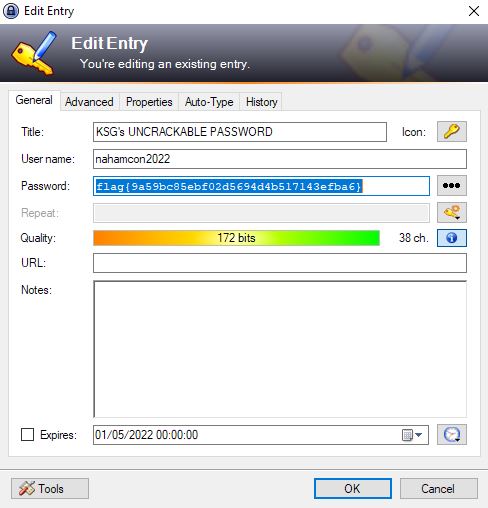 Edit Entry
Edit Entry
You're editing an existing entry.
General Advanced Properties Auto-Type History
Title: KSG's UNCRACKABLE PASSWORD Icon:
User name: nahamcon2022
Password: flag{9a59bc85ebf02d5694d4b517143efba6}
Repeat:
Quality: 172 bits 38 ch.
URL:
Notes:
Expires: 01/05/2022 00:00:00
Tools OK Cancel